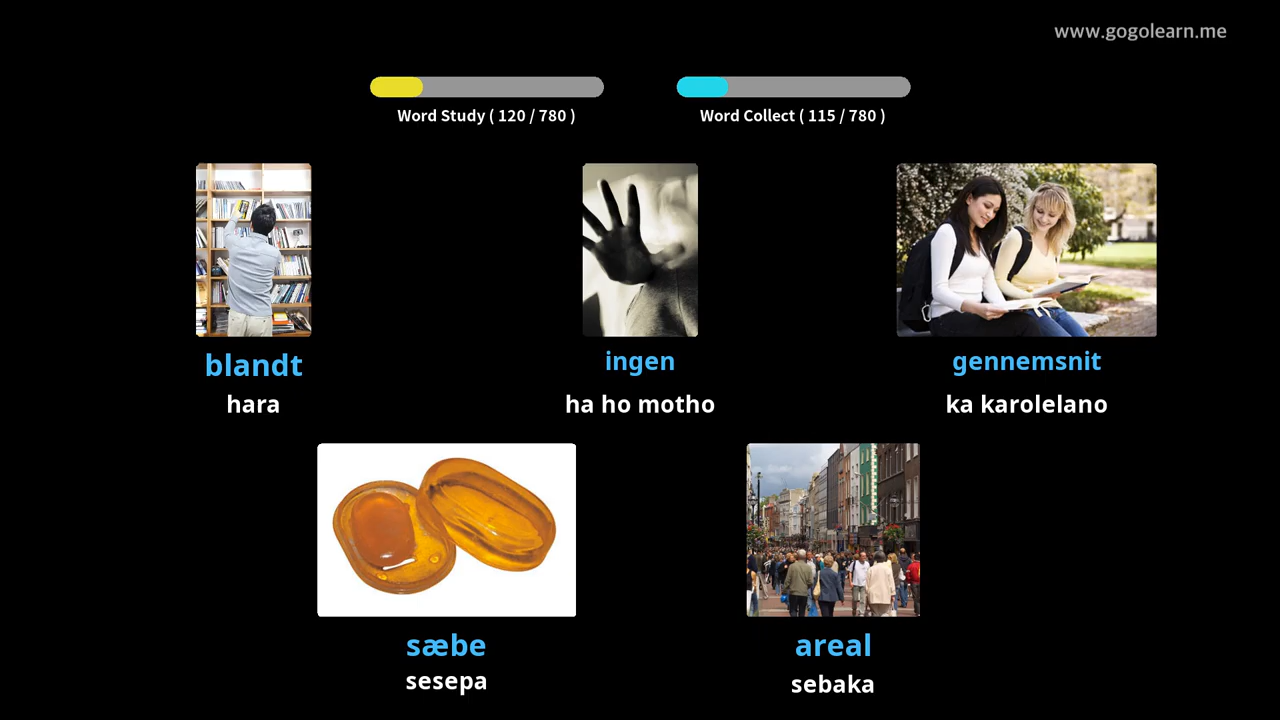 www.gogolearn.me
Word Study ( 120 / 780 )
Word Collect ( 115 / 780 )
blandt
hara
ingen
ha ho motho
gennemsnit
ka karolelano
sæbe
sesepa
areal
sebaka